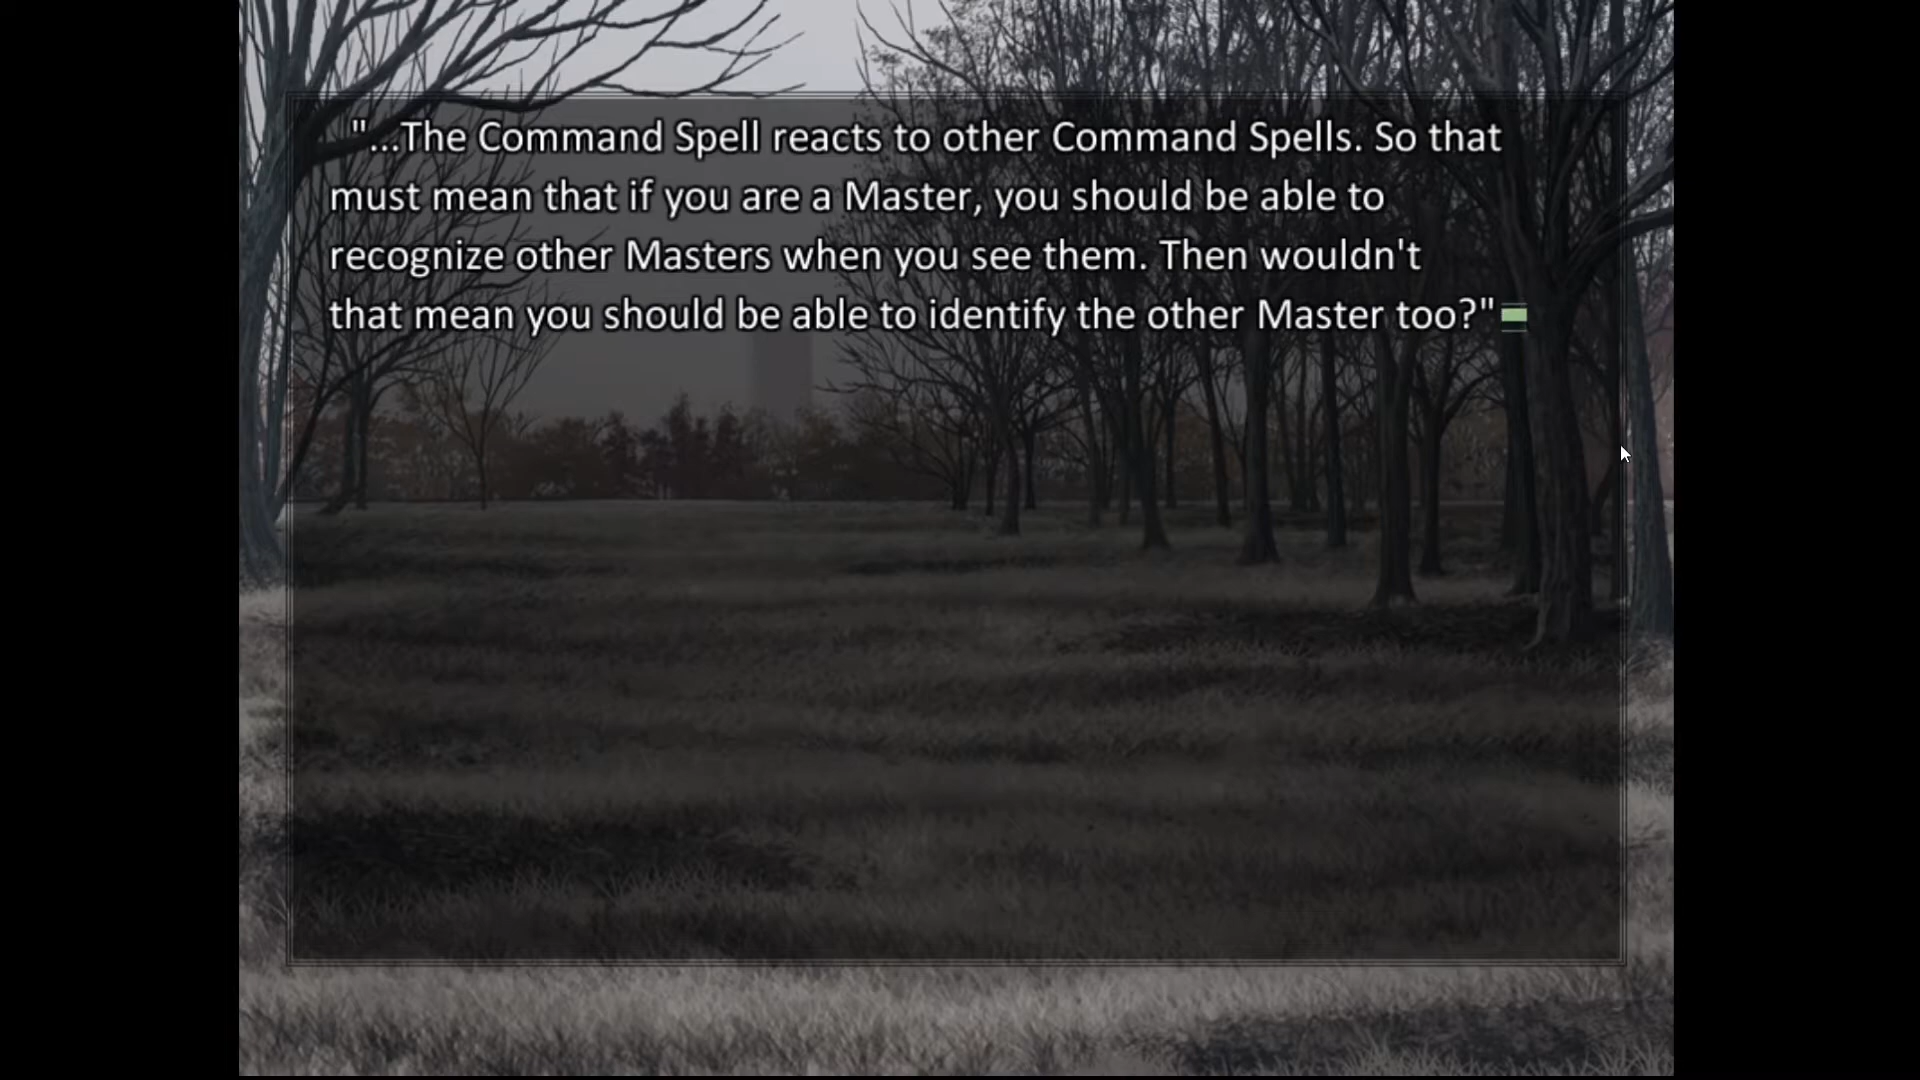 "...The Command Spell reacts to other Command Spells. So that
must mean that if you are a Master, you should be able to
recognize other Masters when you see them. Then wouldn't
that mean you should be able to identify the other Master too?"